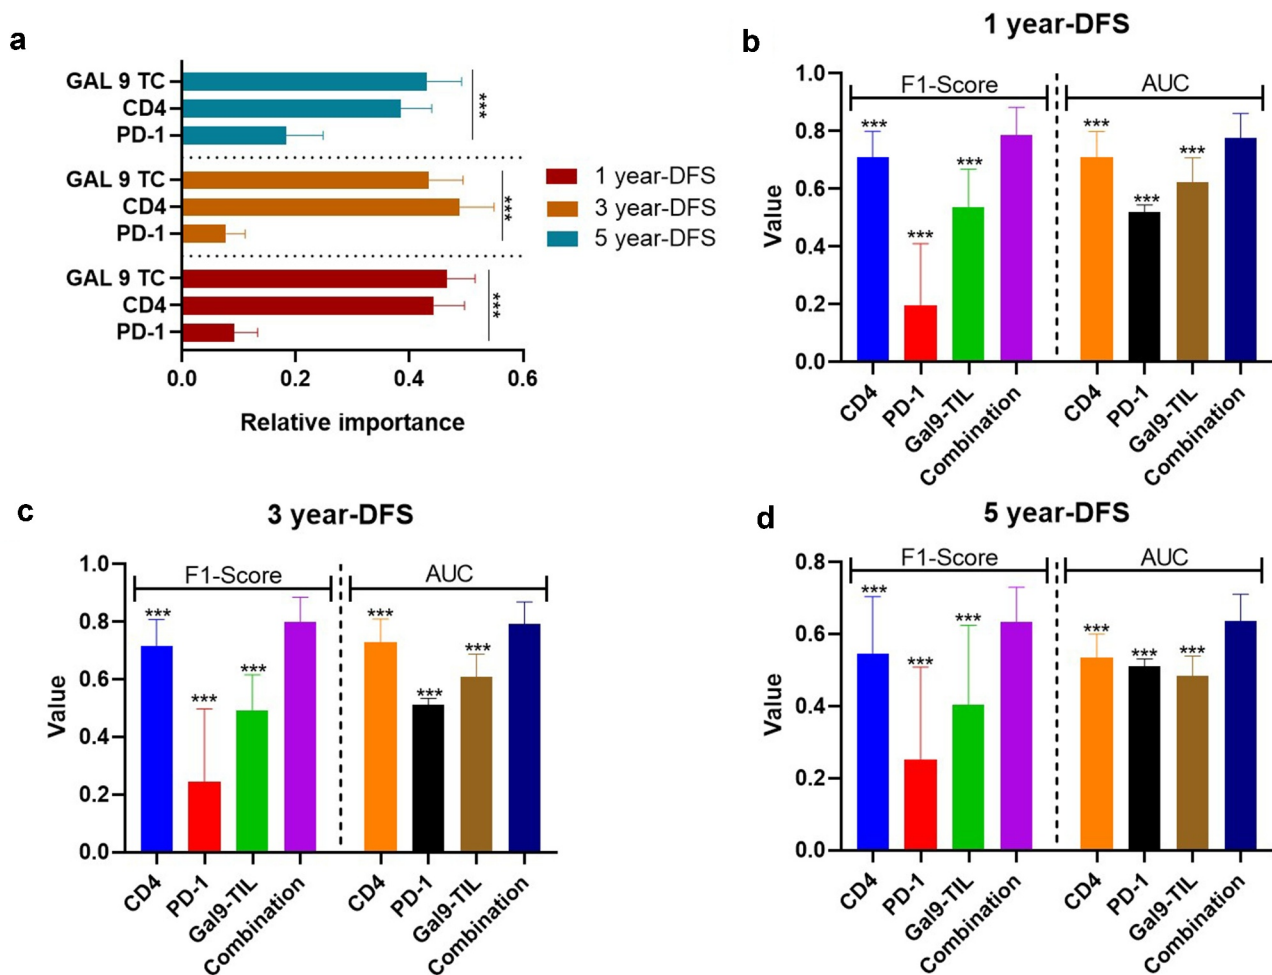 a
GAL 9 TC
CD4
PD-1
***
GAL 9 TC
CD4
PD-1
***
GAL 9 TC
CD4
PD-1
***
0.0 0.2 0.4 0.6
Relative importance
1 year-DFS
3 year-DFS
5 year-DFS
b
1 year-DFS
F1-Score AUC
Value
1.0
0.8
0.6
0.4
0.2
0.0
*** *** *** *** *** ***
CD4 PD-1 Gal9-TIL Combination CD4 PD-1 Gal9-TIL Combination
c
3 year-DFS
F1-Score AUC
Value
1.0
0.8
0.6
0.4
0.2
0.0
*** *** *** *** *** ***
CD4 PD-1 Gal9-TIL Combination CD4 PD-1 Gal9-TIL Combination
d
5 year-DFS
F1-Score AUC
Value
0.8
0.6
0.4
0.2
0.0
*** *** *** *** *** ***
CD4 PD-1 Gal9-TIL Combination CD4 PD-1 Gal9-TIL Combination